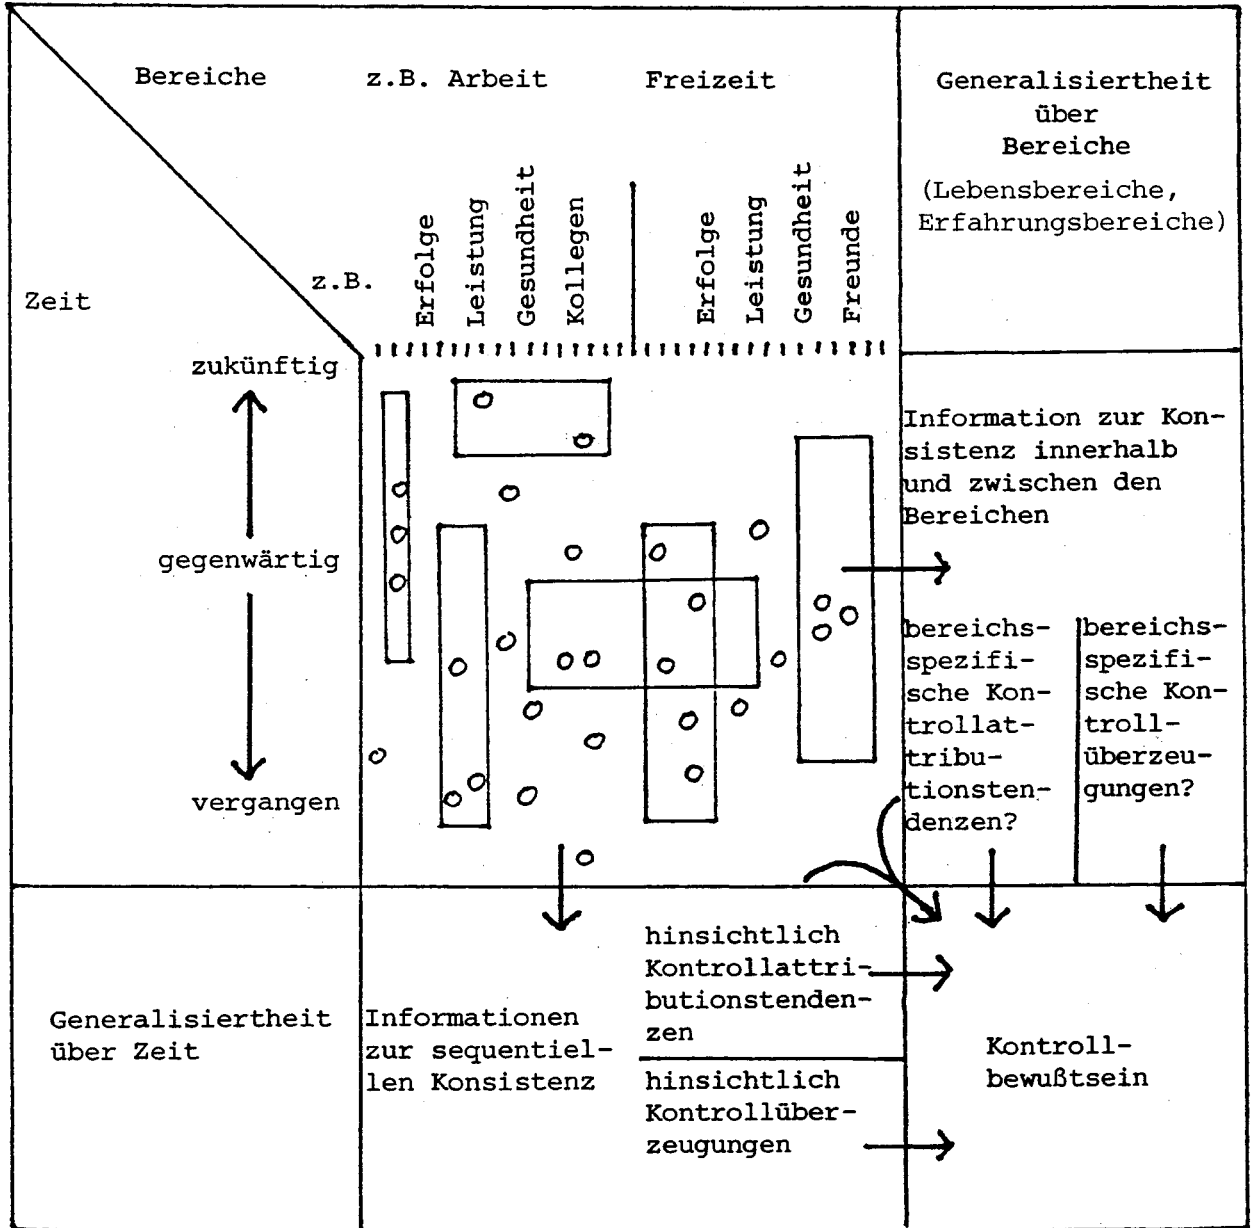 Bereiche
z.B. Arbeit
Freizeit
Generalisiertheit
über
Bereiche
(Lebensbereiche,
Erfahrungsbereiche)
Zeit
z.B.
Erfolge
Leistung
Gesundheit
Kollegen
Erfolge
Leistung
Gesundheit
Freunde
zukünftig
gegenwärtig
vergangen
Information zur Kon-
sistenz innerhalb
und zwischen den
Bereichen
bereichs-
spezifi-
sche Kon-
trollat-
tribu-
tionsten-
denzen?
bereichs-
spezifi-
sche Kon-
troll-
überzeu-
gungen?
Generalisiertheit
über Zeit
Informationen
zur sequentiel-
len Konsistenz
hinsichtlich
Kontrollattri-
butionstenden-
zen
hinsichtlich
Kontrollüber-
zeugungen
Kontroll-
bewußtsein